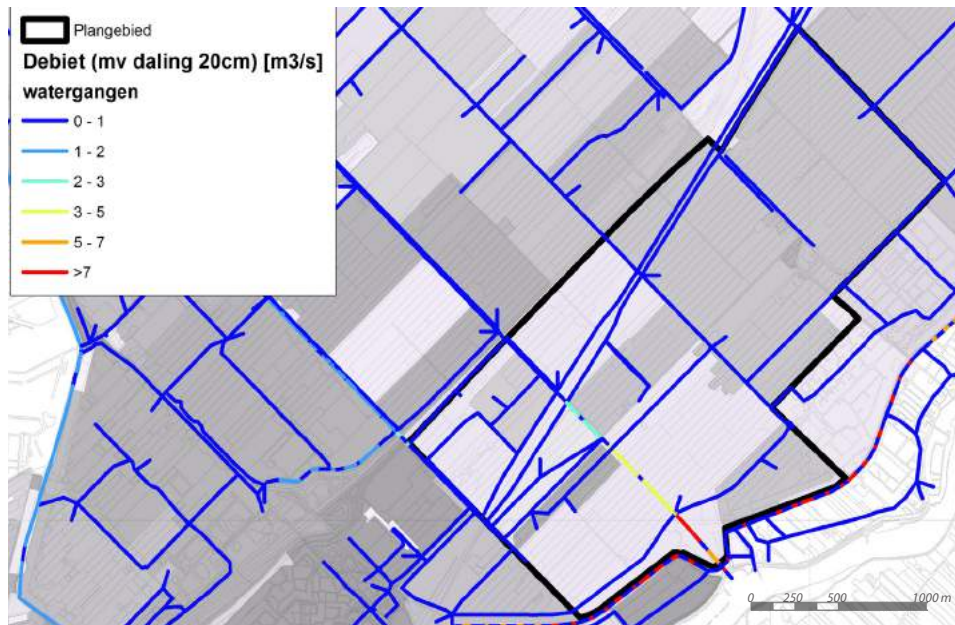 Plangebied
Debiet (mv daling 20cm) [m3/s]
watergangen
0 - 1
1 - 2
2 - 3
3 - 5
5 - 7
>7
0 250 500 1000 m